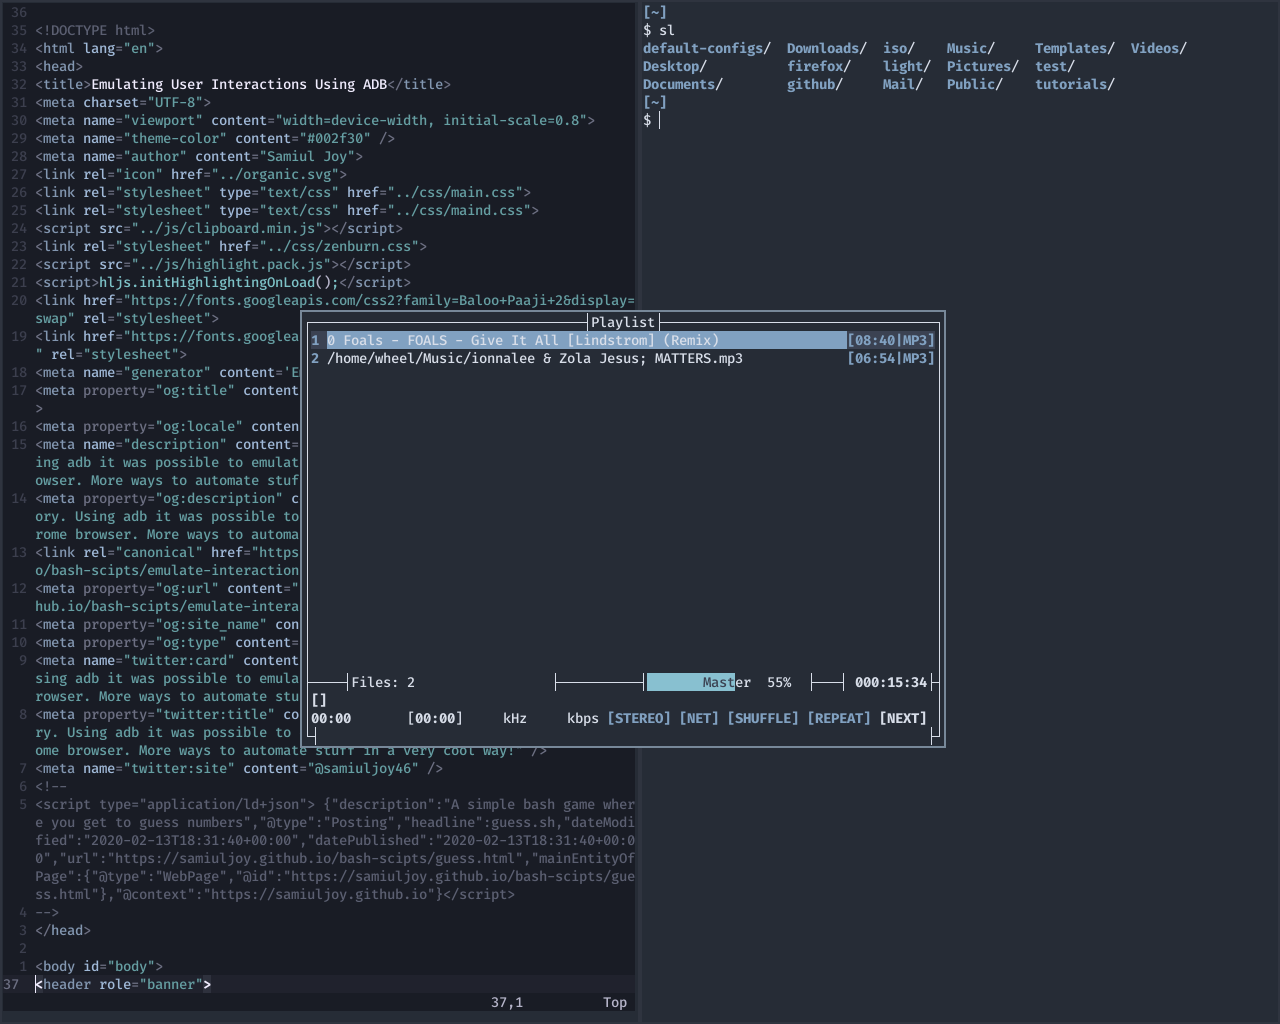 36
35 <!DOCTYPE html>
34 <html lang="en">
33 <head>
32 <title>Emulating User Interactions Using ADB</title>
31 <meta charset="UTF-8">
30 <meta name="viewport" content="width=device-width, initial-scale=0.8">
29 <meta name="theme-color" content="#002f30" />
28 <meta name="author" content="Samiul Joy">
27 <link rel="icon" href="../organic.svg">
26 <link rel="stylesheet" type="text/css" href="../css/main.css">
25 <link rel="stylesheet" type="text/css" href="../css/maind.css">
24 <script src="../js/clipboard.min.js"></script>
23 <link rel="stylesheet" href="../css/zenburn.css">
22 <script src="../js/highlight.pack.js"></script>
21 <script>hljs.initHighlightingOnLoad();</script>
20 <link href="https://fonts.googleapis.com/css2?family=Baloo+Paaji+2&display=
swap" rel="stylesheet">
19 <link href="https://fonts.googlea
" rel="stylesheet">
18 <meta name="generator" content='E
17 <meta property="og:title" content
>
16 <meta property="og:locale" conten
15 <meta name="description" content=
ing adb it was possible to emulat
owser. More ways to automate stuf
14 <meta property="og:description" c
ory. Using adb it was possible to
rome browser. More ways to automa
13 <link rel="canonical" href="https
o/bash-scipts/emulate-interaction
12 <meta property="og:url" content="
hub.io/bash-scipts/emulate-intera
11 <meta property="og:site_name" con
10 <meta property="og:type" content=
9 <meta name="twitter:card" content
sing adb it was possible to emula
rowser. More ways to automate stu
8 <meta property="twitter:title" co
ry. Using adb it was possible to
ome browser. More ways to automate stuff in a very cool way!" />
7 <meta name="twitter:site" content="@samiuljoy46" />
6 <!--
5 <script type="application/ld+json"> {"description":"A simple bash game wher
e you get to guess numbers","@type":"Posting","headline":guess.sh,"dateModi
fied":"2020-02-13T18:31:40+00:00","datePublished":"2020-02-13T18:31:40+00:0
0","url":"https://samiuljoy.github.io/bash-scipts/guess.html","mainEntityOf
Page":{"@type":"WebPage","@id":"https://samiuljoy.github.io/bash-scipts/gue
ss.html"},"@context":"https://samiuljoy.github.io"}</script>
4 -->
3 </head>
2
1 <body id="body">
37 <header role="banner">
37,1 Top
[~]
$ sl
default-configs/ Downloads/ iso/ Music/ Templates/ Videos/
Desktop/ firefox/ light/ Pictures/ test/
Documents/ github/ Mail/ Public/ tutorials/
[~]
$
Playlist
1 0 Foals - FOALS - Give It All [Lindstrom] (Remix) [08:40|MP3]
2 /home/wheel/Music/ionnalee & Zola Jesus; MATTERS.mp3 [06:54|MP3]
Files: 2 Master 55% 000:15:34
[]
00:00 [00:00] kHz kbps [STEREO] [NET] [SHUFFLE] [REPEAT] [NEXT]